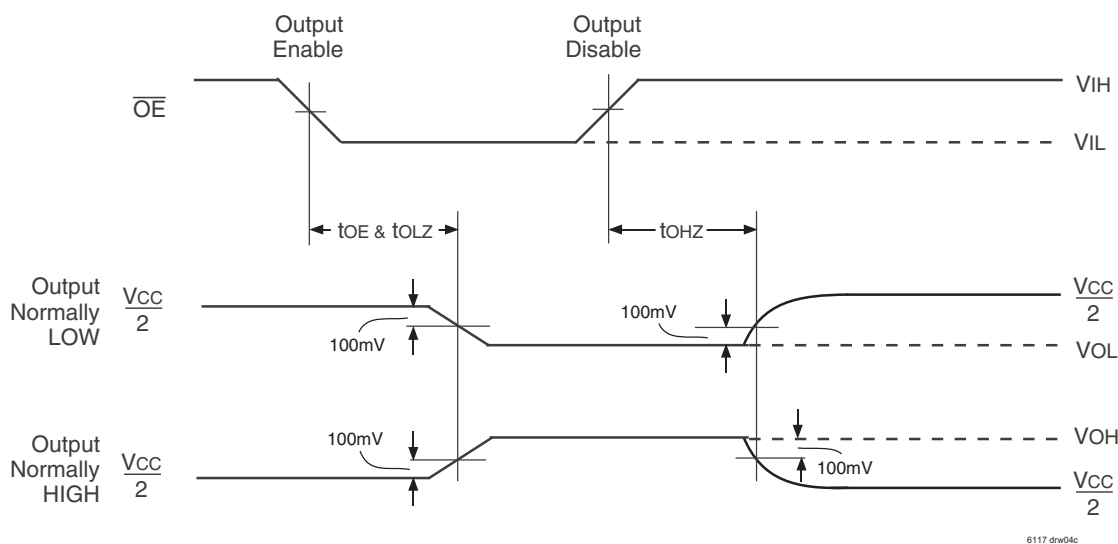 Output
Enable
Output
Disable
OE
VIH
VIL
tOE & tOLZ
tOHZ
Output
Normally
LOW
VCC
2
100mV
100mV
VCC
2
VOL
Output
Normally
HIGH
VCC
2
100mV
100mV
VOH
VCC
2
6117 drw04c